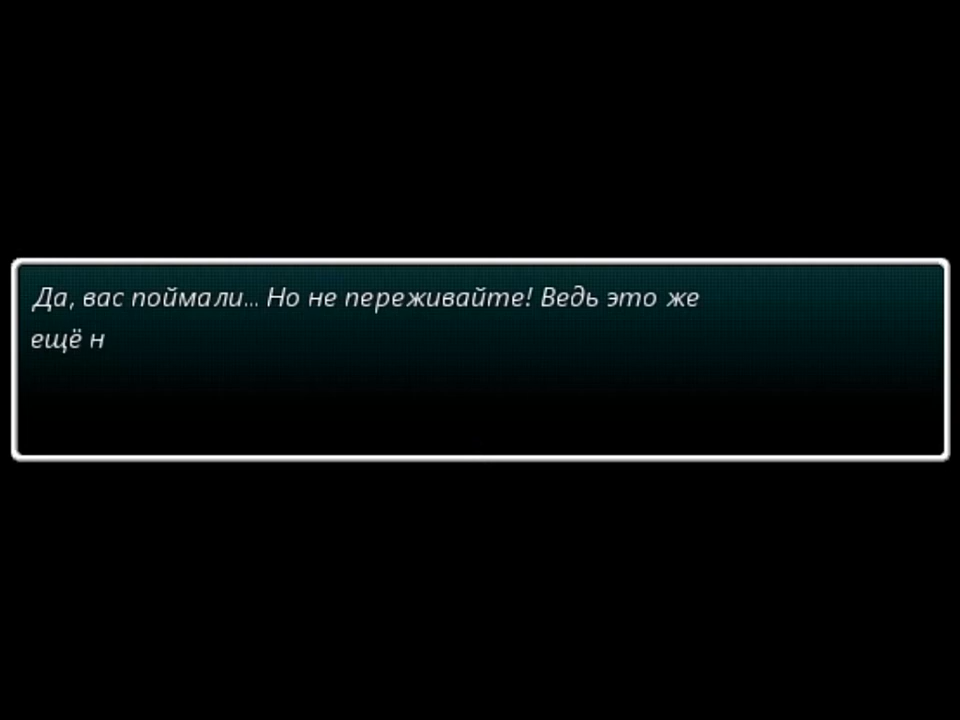 Да, вас поймали... Но не переживайте! Ведь это же
ещё н